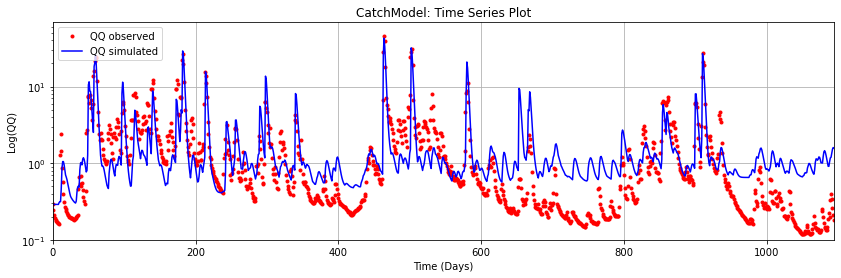 CatchModel: Time Series Plot
QQ observed
QQ simulated
10¹
10⁰
10⁻¹
Log(QQ)
0 200 400 600 800 1000
Time (Days)